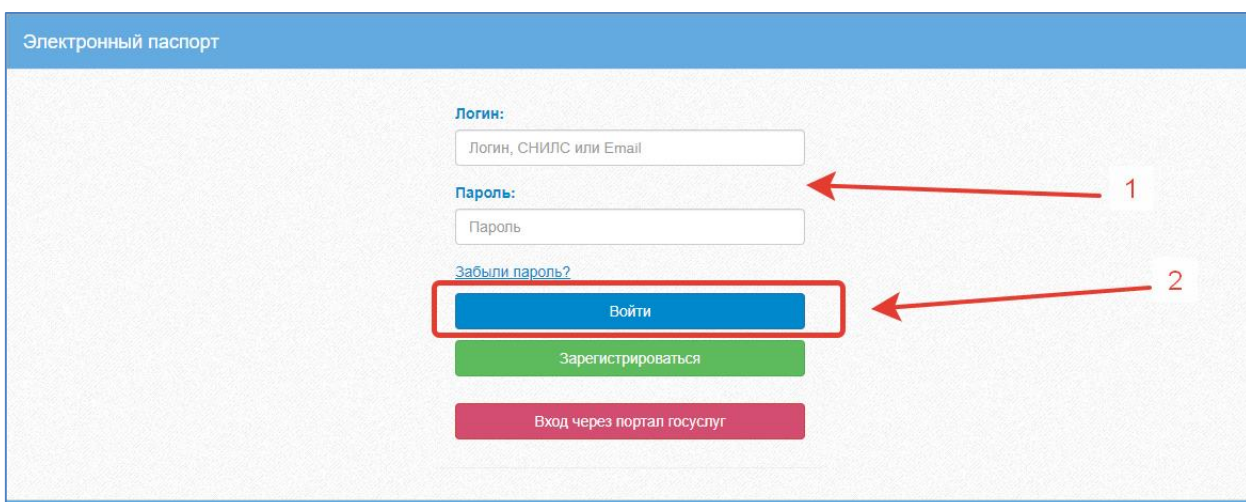 Электронный паспорт
Логин:
Логин, СНИЛС или Email
1
Пароль:
Пароль
Забыли пароль?
2
Войти
Зарегистрироваться
Вход через портал госуслуг